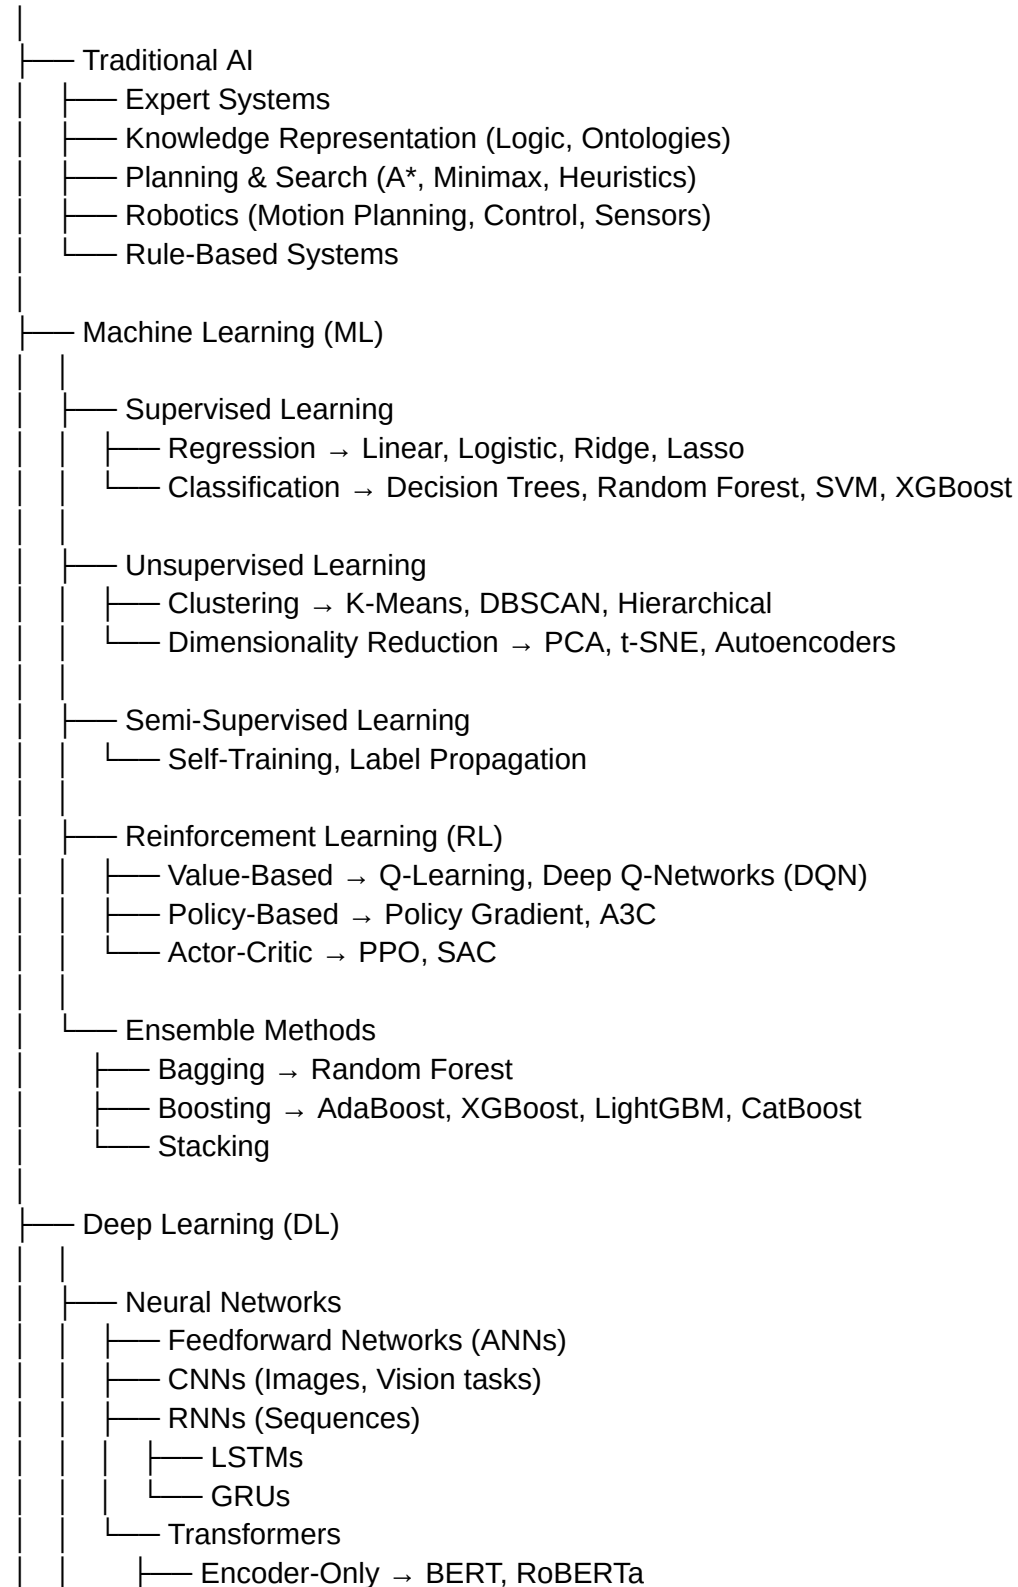 │
├── Traditional AI
│   ├── Expert Systems
│   ├── Knowledge Representation (Logic, Ontologies)
│   ├── Planning & Search (A*, Minimax, Heuristics)
│   ├── Robotics (Motion Planning, Control, Sensors)
│   └── Rule-Based Systems
│
├── Machine Learning (ML)
│   │
│   ├── Supervised Learning
│   │   ├── Regression → Linear, Logistic, Ridge, Lasso
│   │   └── Classification → Decision Trees, Random Forest, SVM, XGBoost
│   │
│   ├── Unsupervised Learning
│   │   ├── Clustering → K-Means, DBSCAN, Hierarchical
│   │   └── Dimensionality Reduction → PCA, t-SNE, Autoencoders
│   │
│   ├── Semi-Supervised Learning
│   │   └── Self-Training, Label Propagation
│   │
│   ├── Reinforcement Learning (RL)
│   │   ├── Value-Based → Q-Learning, Deep Q-Networks (DQN)
│   │   ├── Policy-Based → Policy Gradient, A3C
│   │   └── Actor-Critic → PPO, SAC
│   │
│   └── Ensemble Methods
│       ├── Bagging → Random Forest
│       ├── Boosting → AdaBoost, XGBoost, LightGBM, CatBoost
│       └── Stacking
│
├── Deep Learning (DL)
│   │
│   ├── Neural Networks
│   │   ├── Feedforward Networks (ANNs)
│   │   ├── CNNs (Images, Vision tasks)
│   │   ├── RNNs (Sequences)
│   │   │   ├── LSTMs
│   │   │   └── GRUs
│   │   └── Transformers
│   │       ├── Encoder-Only → BERT, RoBERTa